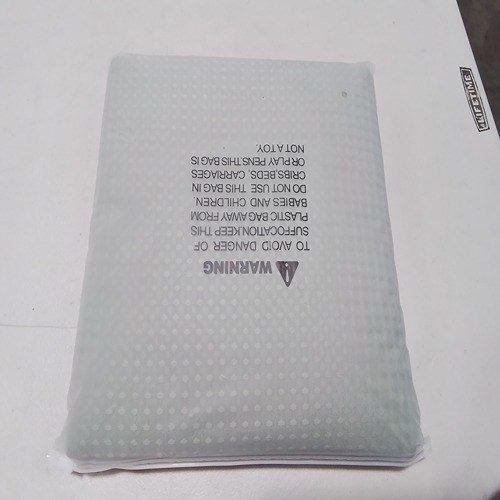 WARNING
TO AVOID DANGER OF
SUFFOCATION.KEEP THIS
PLASTIC BAG AWAY FROM
BABIES AND CHILDREN.
DO NOT USE THIS BAG IN
CRIBS,BEDS, CARRIAGES
OR PLAY PENS.THIS BAG IS
NOT A TOY.
LIFETIME